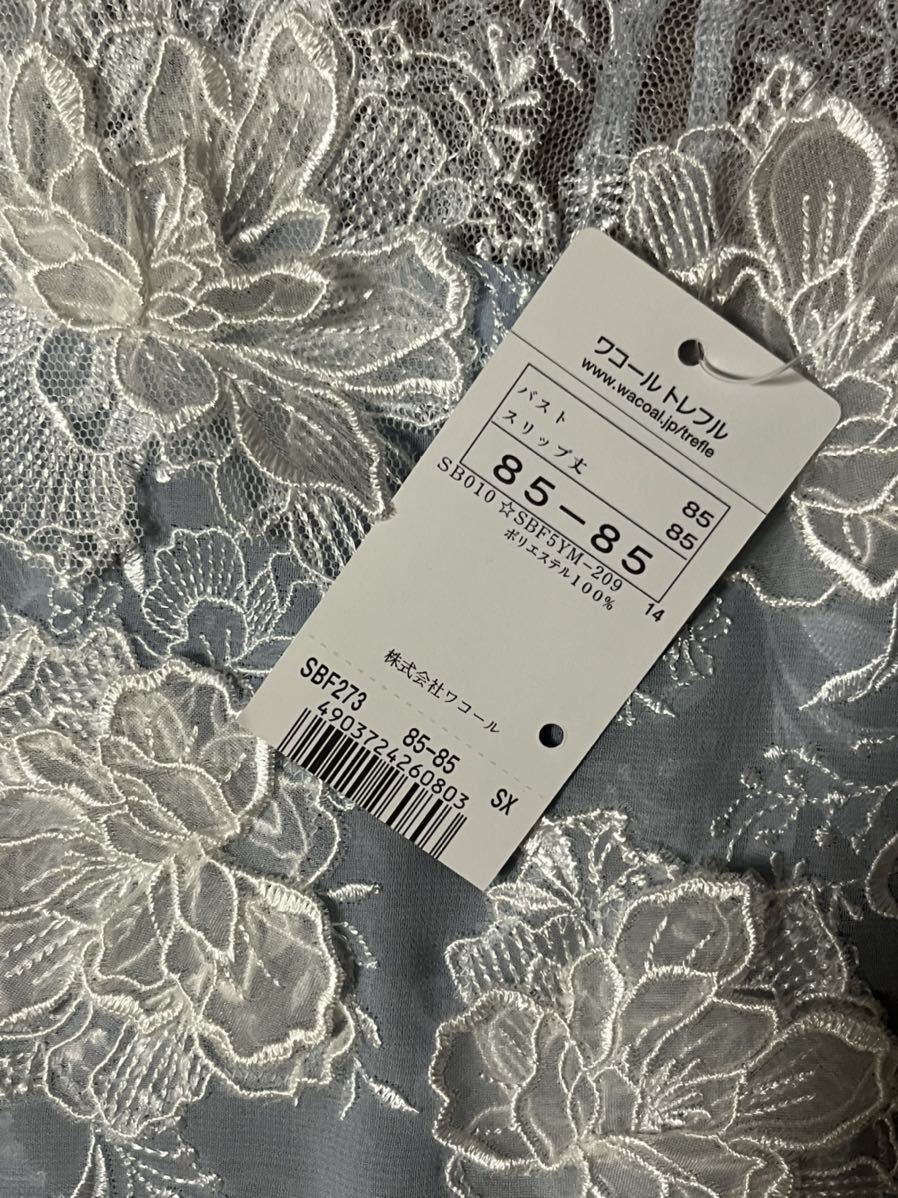 ワコール トレフル
www.wacoal.jp/trefle
バスト 85
スリップ丈 85
85-85
SB010 ☆SBF5YM-209 14
ポリエステル100%
株式会社ワコール
SBF273 85-85 SX
4903724260803